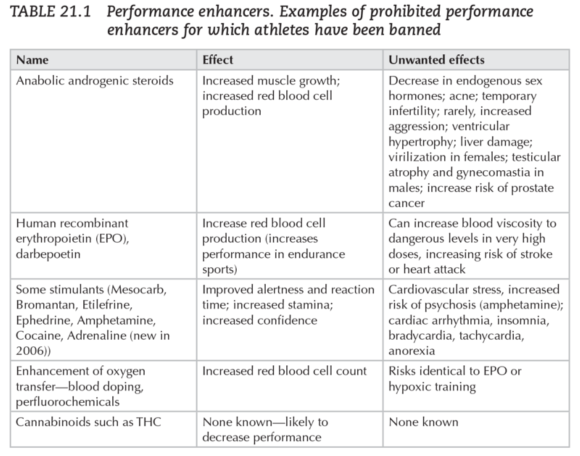 TABLE 21.1 Performance enhancers. Examples of prohibited performance
enhancers for which athletes have been banned
Name
Effect
Unwanted effects
Anabolic androgenic steroids
Increased muscle growth;
increased red blood cell
production
Decrease in endogenous sex
hormones; acne; temporary
infertility; rarely, increased
aggression; ventricular
hypertrophy; liver damage;
virilization in females; testicular
atrophy and gynecomastia in
males; increase risk of prostate
cancer
Human recombinant
erythropoietin (EPO),
darbepoetin
Increase red blood cell
production (increases
performance in endurance
sports)
Can increase blood viscosity to
dangerous levels in very high
doses, increasing risk of stroke
or heart attack
Some stimulants (Mesocarb,
Bromantan, Etilefrine,
Ephedrine, Amphetamine,
Cocaine, Adrenaline (new in
2006))
Improved alertness and reaction
time; increased stamina;
increased confidence
Cardiovascular stress, increased
risk of psychosis (amphetamine);
cardiac arrhythmia, insomnia,
bradycardia, tachycardia,
anorexia
Enhancement of oxygen
transfer—blood doping,
perfluorochemicals
Increased red blood cell count
Risks identical to EPO or
hypoxic training
Cannabinoids such as THC
None known—likely to
decrease performance
None known